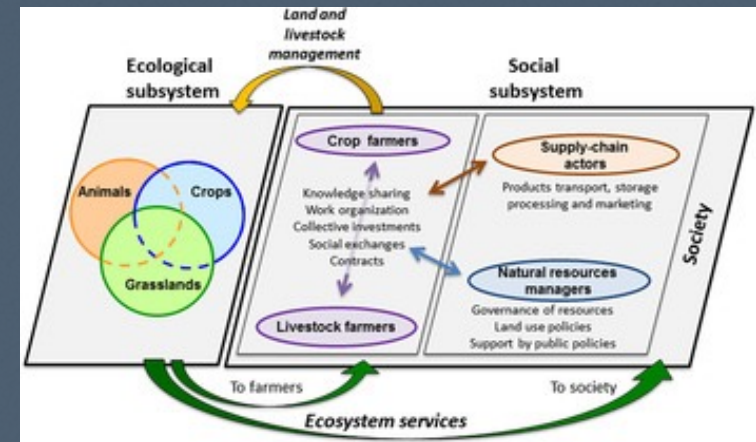 Land and
livestock
management
Ecological
subsystem
Social
subsystem
Animals
Crops
Grasslands
Crop farmers
Knowledge sharing
Work organization
Collective investments
Social exchanges
Contracts
Livestock farmers
Supply-chain
actors
Products transport, storage
processing and marketing
Natural resources
managers
Governance of resources
Land use policies
Support by public policies
Society
To farmers
To society
Ecosystem services